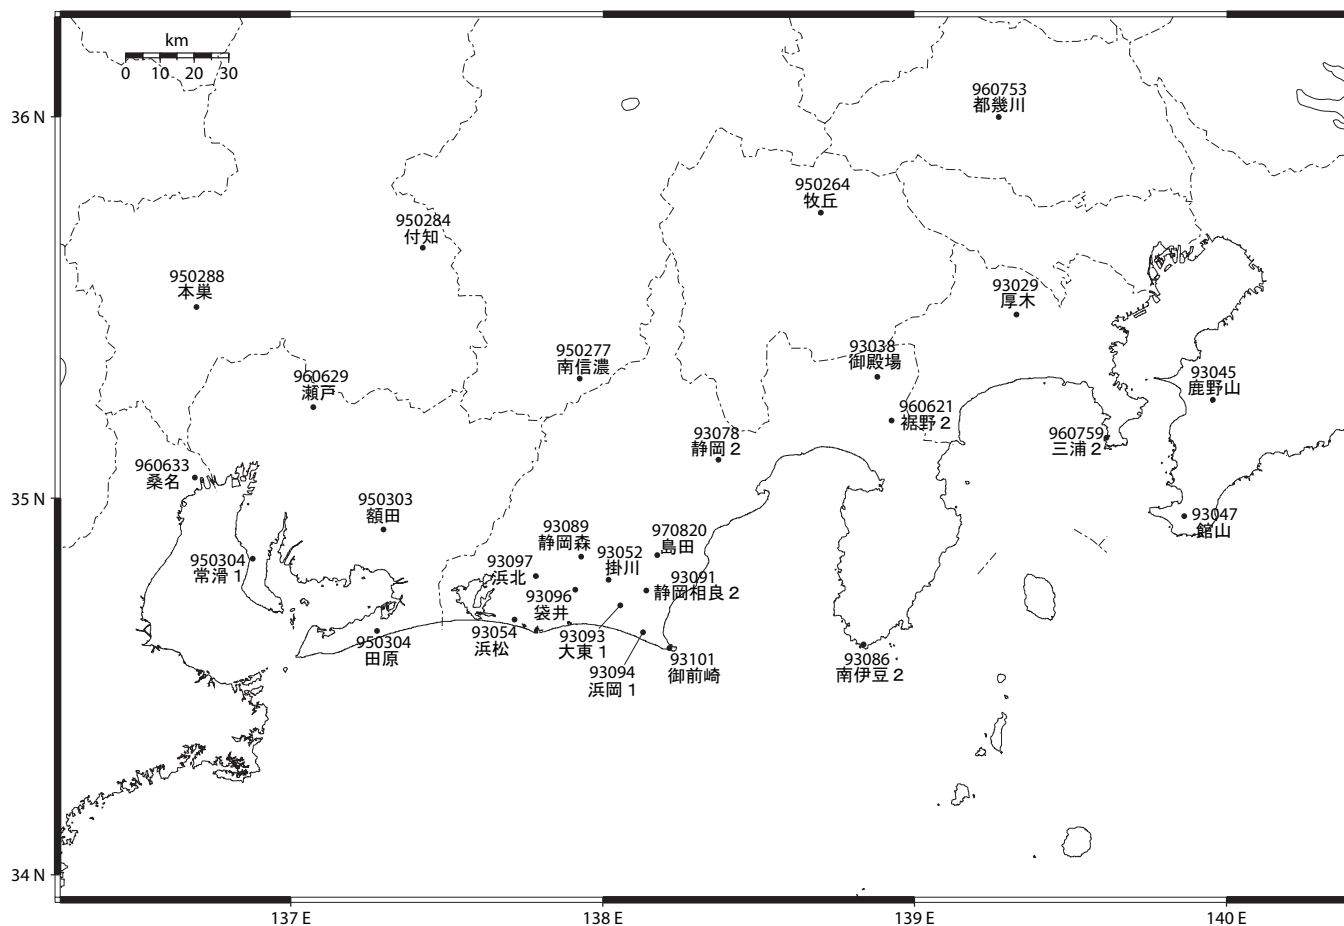 km
0 10 20 30
36 N
35 N
34 N
960753
都幾川
950264
牧丘
950284
付知
950288
本巣
93029
厚木
93038
御殿場
950277
南信濃
93045
鹿野山
960629
瀬戸
960621
裾野２
93078
静岡２
960759
三浦２
960633
桑名
950303
額田
93047
館山
93089
静岡森
970820
島田
93052
掛川
93097
浜北
950304
常滑１
93091
静岡相良２
93096
袋井
93054
浜松
93093
大東１
950304
田原
93101
御前崎
93094
浜岡１
93086
南伊豆２
137 E
138 E
139 E
140 E